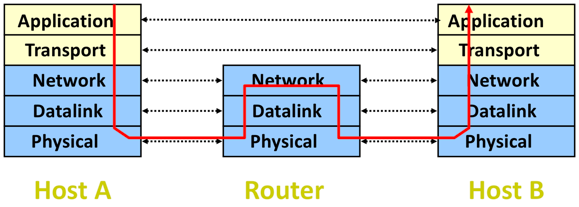 Application Application
Transport Transport
Network Network Network
Datalink Datalink Datalink
Physical Physical Physical
Host A Router Host B